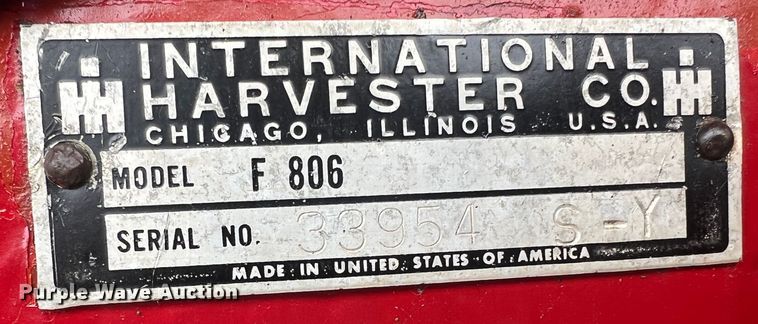 INTERNATIONAL
HARVESTER CO.
CHICAGO, ILLINOIS U.S.A.
MODEL F 806
SERIAL NO. 33954 S-Y
MADE IN UNITED STATES OF AMERICA
Purple Wave Auction